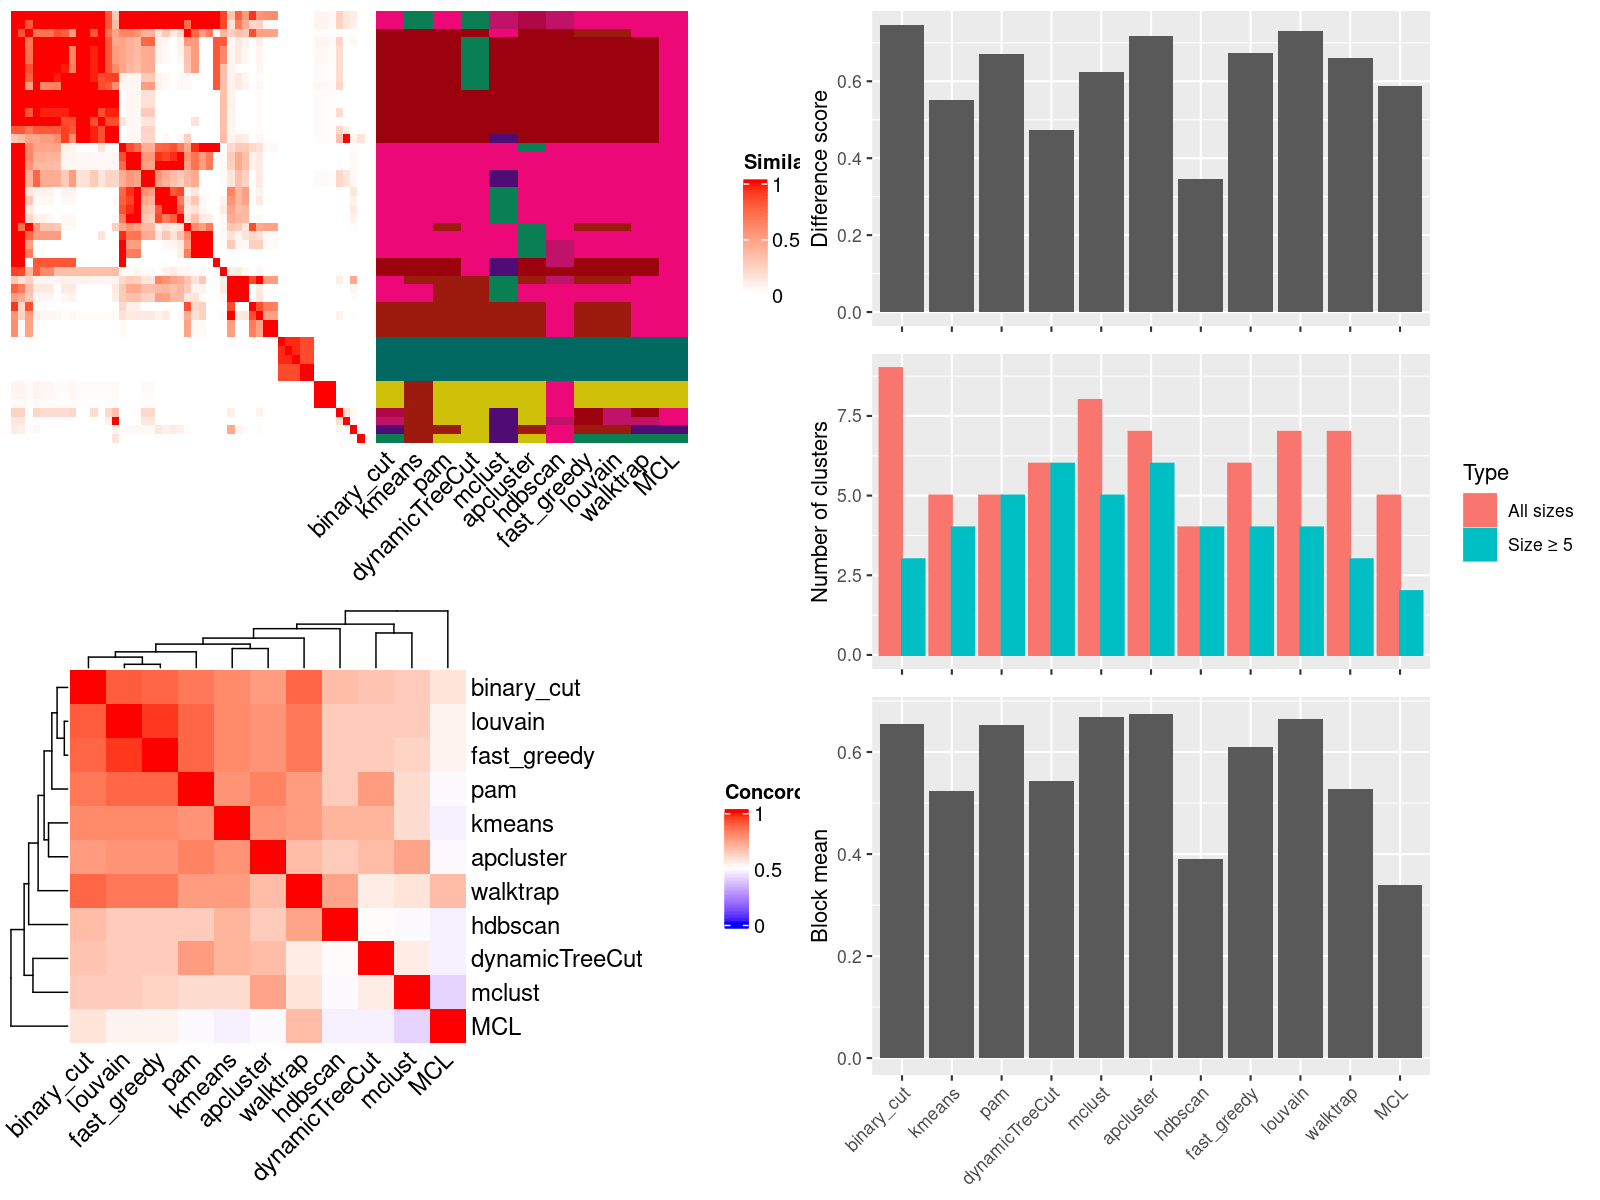 Simila
1
0.5
0
binary_cut
kmeans
pam
dynamicTreeCut
mclust
apcluster
hdbscan
fast_greedy
louvain
walktrap
MCL
binary_cut
louvain
fast_greedy
pam
kmeans
apcluster
walktrap
hdbscan
dynamicTreeCut
mclust
MCL
binary_cut
louvain
fast_greedy
pam
kmeans
apcluster
walktrap
hdbscan
dynamicTreeCut
mclust
MCL
Concord
1
0.5
0
Difference score
0.6
0.4
0.2
0.0
Number of clusters
7.5
5.0
2.5
0.0
Type
All sizes
Size ≥ 5
Block mean
0.6
0.4
0.2
0.0
binary_cut
kmeans
pam
dynamicTreeCut
mclust
apcluster
hdbscan
fast_greedy
louvain
walktrap
MCL